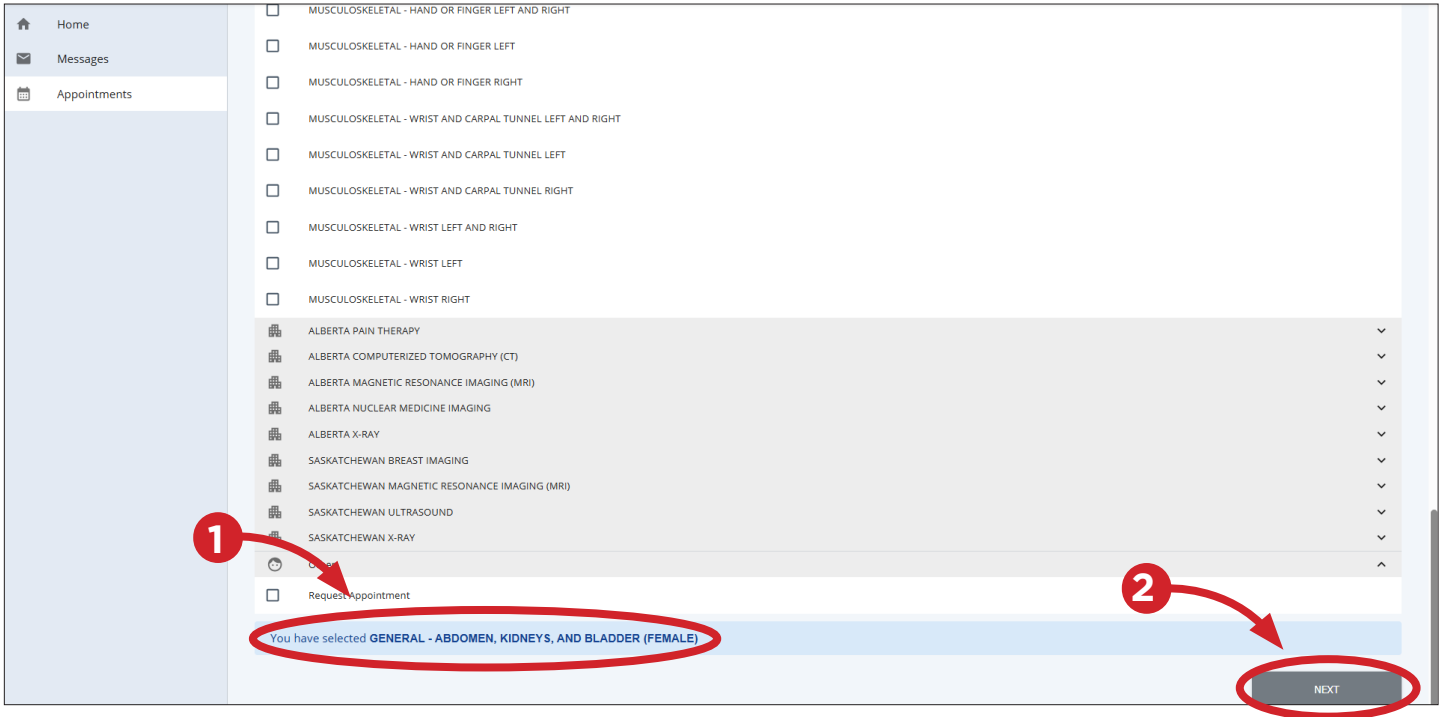 Home
Messages
Appointments
MUSCULOSKELETAL - HAND OR FINGER LEFT AND RIGHT
MUSCULOSKELETAL - HAND OR FINGER LEFT
MUSCULOSKELETAL - HAND OR FINGER RIGHT
MUSCULOSKELETAL - WRIST AND CARPAL TUNNEL LEFT AND RIGHT
MUSCULOSKELETAL - WRIST AND CARPAL TUNNEL LEFT
MUSCULOSKELETAL - WRIST AND CARPAL TUNNEL RIGHT
MUSCULOSKELETAL - WRIST LEFT AND RIGHT
MUSCULOSKELETAL - WRIST LEFT
MUSCULOSKELETAL - WRIST RIGHT
ALBERTA PAIN THERAPY
ALBERTA COMPUTERIZED TOMOGRAPHY (CT)
ALBERTA MAGNETIC RESONANCE IMAGING (MRI)
ALBERTA NUCLEAR MEDICINE IMAGING
ALBERTA X-RAY
SASKATCHEWAN BREAST IMAGING
SASKATCHEWAN MAGNETIC RESONANCE IMAGING (MRI)
SASKATCHEWAN ULTRASOUND
SASKATCHEWAN X-RAY
1
Request Appointment
2
You have selected GENERAL - ABDOMEN, KIDNEYS, AND BLADDER (FEMALE)
NEXT